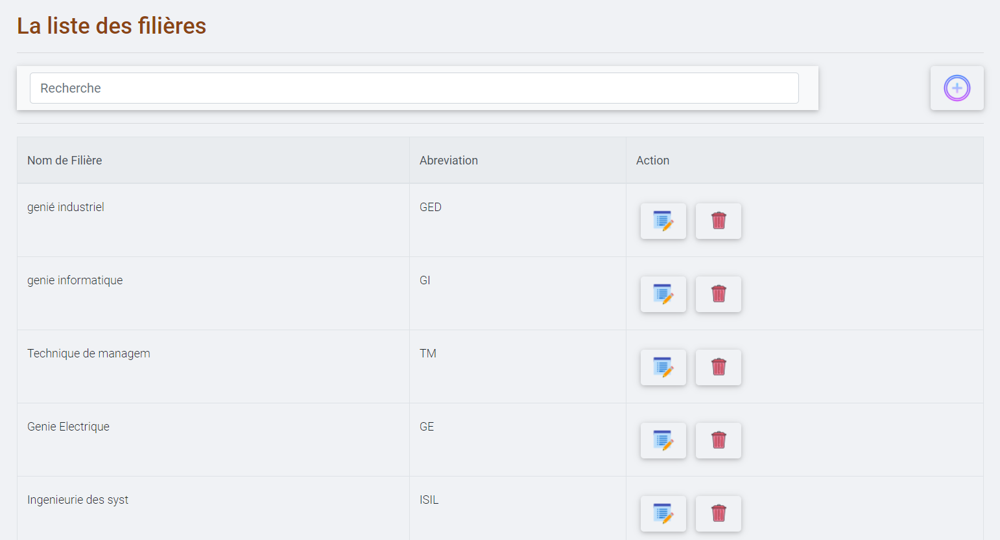 La liste des filières
Recherche
Nom de Filière Abreviation Action
genié industriel GED
genie informatique GI
Technique de managem TM
Genie Electrique GE
Ingenieurie des syst ISIL